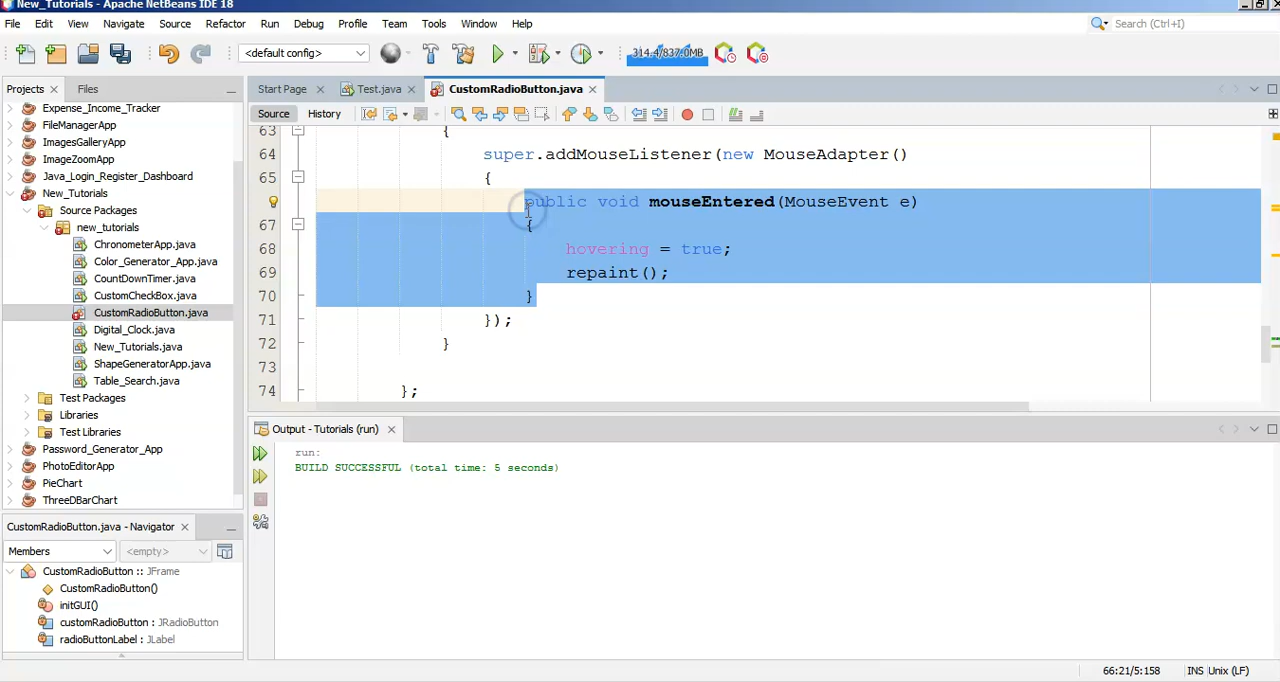 New_Tutorials - Apache NetBeans IDE 18
File Edit View Navigate Source Refactor Run Debug Profile Team Tools Window Help
Search (Ctrl+I)
<default config>
314.4/837.0MB
Projects Files
Start Page Test.java CustomRadioButton.java
Source History
Expense_Income_Tracker
FileManagerApp
ImagesGalleryApp
ImageZoomApp
Java_Login_Register_Dashboard
New_Tutorials
Source Packages
new_tutorials
ChronometerApp.java
Color_Generator_App.java
CountDownTimer.java
CustomCheckBox.java
CustomRadioButton.java
Digital_Clock.java
New_Tutorials.java
ShapeGeneratorApp.java
Table_Search.java
Test Packages
Libraries
Test Libraries
Password_Generator_App
PhotoEditorApp
PieChart
ThreeDBarChart
63 {
64 super.addMouseListener(new MouseAdapter()
65 {
public void mouseEntered(MouseEvent e)
67 {
68 hovering = true;
69 repaint();
70 }
71 });
72 }
73
74 };
Output - Tutorials (run)
run:
BUILD SUCCESSFUL (total time: 5 seconds)
CustomRadioButton.java - Navigator
Members <empty>
CustomRadioButton :: JFrame
CustomRadioButton()
initGUI()
customRadioButton : JRadioButton
radioButtonLabel : JLabel
66:21/5:158 INS Unix (LF)